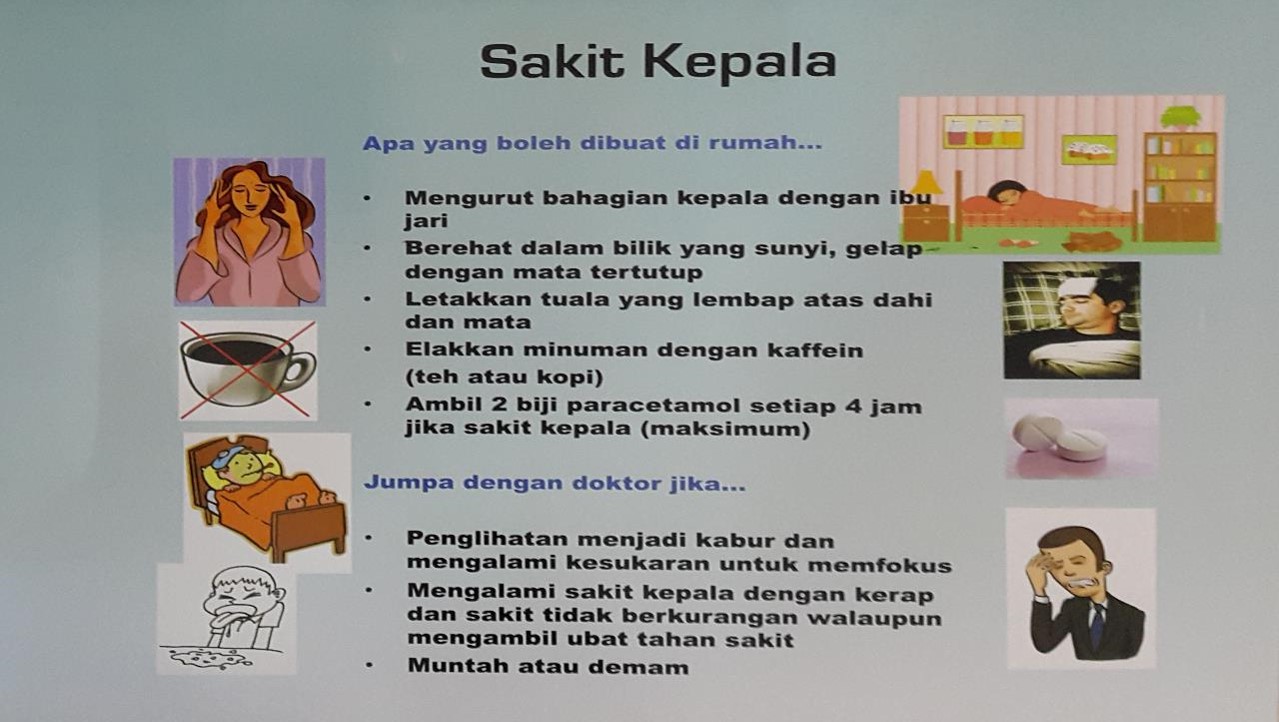 Sakit Kepala
Apa yang boleh dibuat di rumah...
• Mengurut bahagian kepala dengan ibu
jari
• Berehat dalam bilik yang sunyi, gelap
dengan mata tertutup
• Letakkan tuala yang lembap atas dahi
dan mata
• Elakkan minuman dengan kaffein
(teh atau kopi)
• Ambil 2 biji paracetamol setiap 4 jam
jika sakit kepala (maksimum)
Jumpa dengan doktor jika...
• Penglihatan menjadi kabur dan
mengalami kesukaran untuk memfokus
• Mengalami sakit kepala dengan kerap
dan sakit tidak berkurangan walaupun
mengambil ubat tahan sakit
• Muntah atau demam